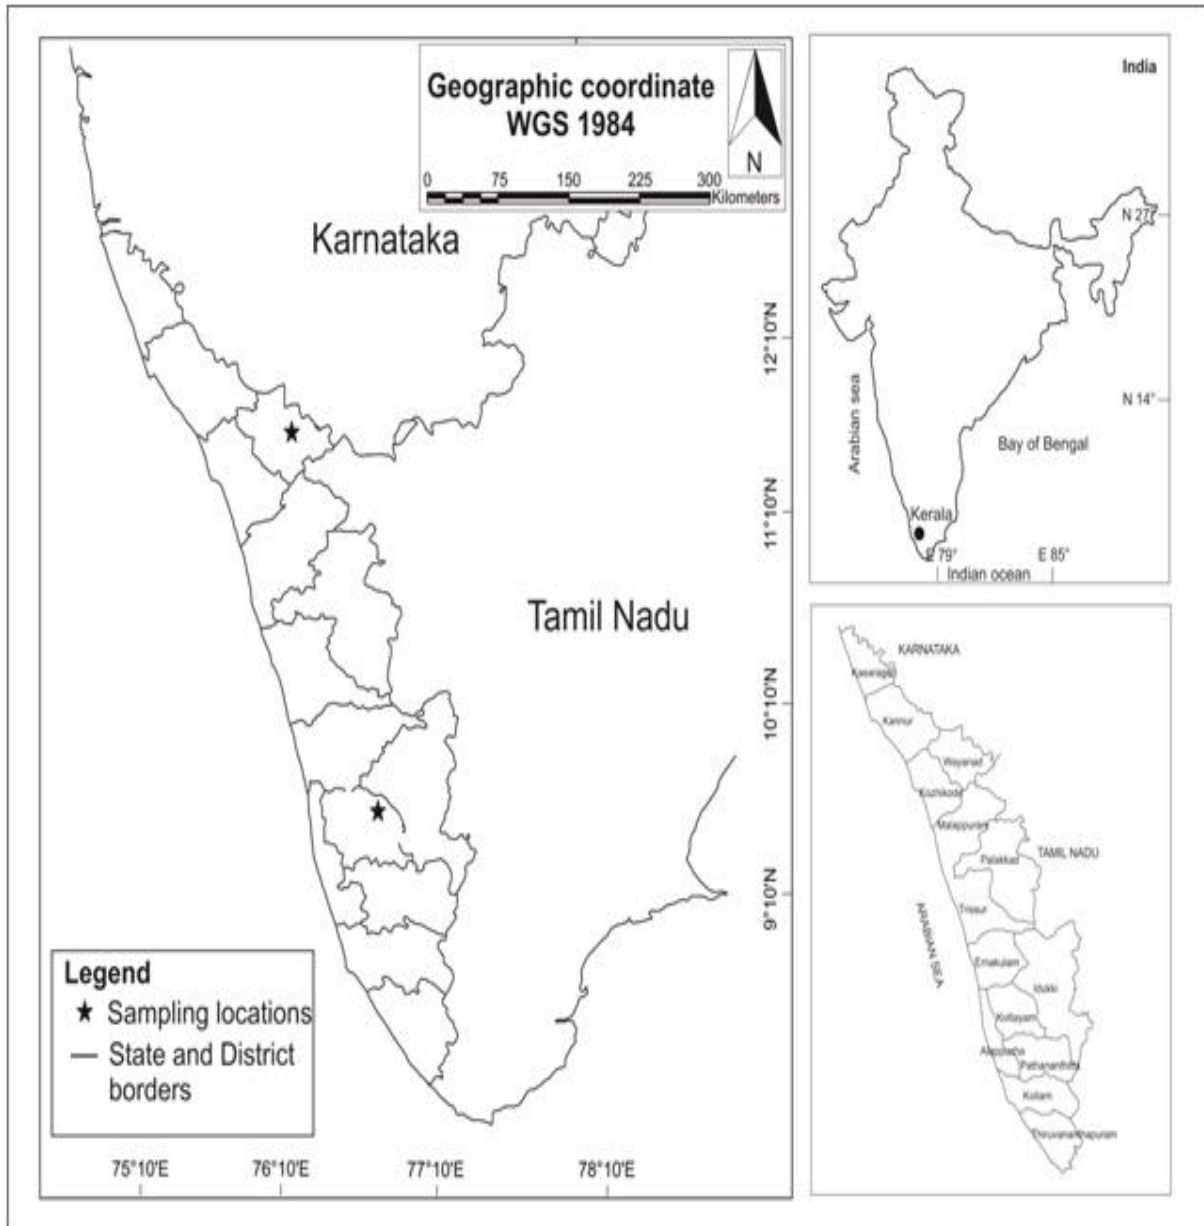 Geographic coordinate
WGS 1984
N
0 75 150 225 300
Kilometers
Karnataka
Tamil Nadu
12°10'N
11°10'N
10°10'N
9°10'N
Legend
Sampling locations
State and District
borders
75°10'E 76°10'E 77°10'E 78°10'E
India
N 27°
N 14°
Arabian sea
Bay of Bengal
Kerala
E 79° E 85°
Indian ocean
KARNATAKA
Kasaragod
Kannur
Wayanad
Kozhikode
Malappuram
Palakkad
TAMIL NADU
Trissur
ARABIAN SEA
Ernakulam
Idukki
Kottayam
Alappuzha
Pathanamthitta
Kollam
Thiruvananthapuram